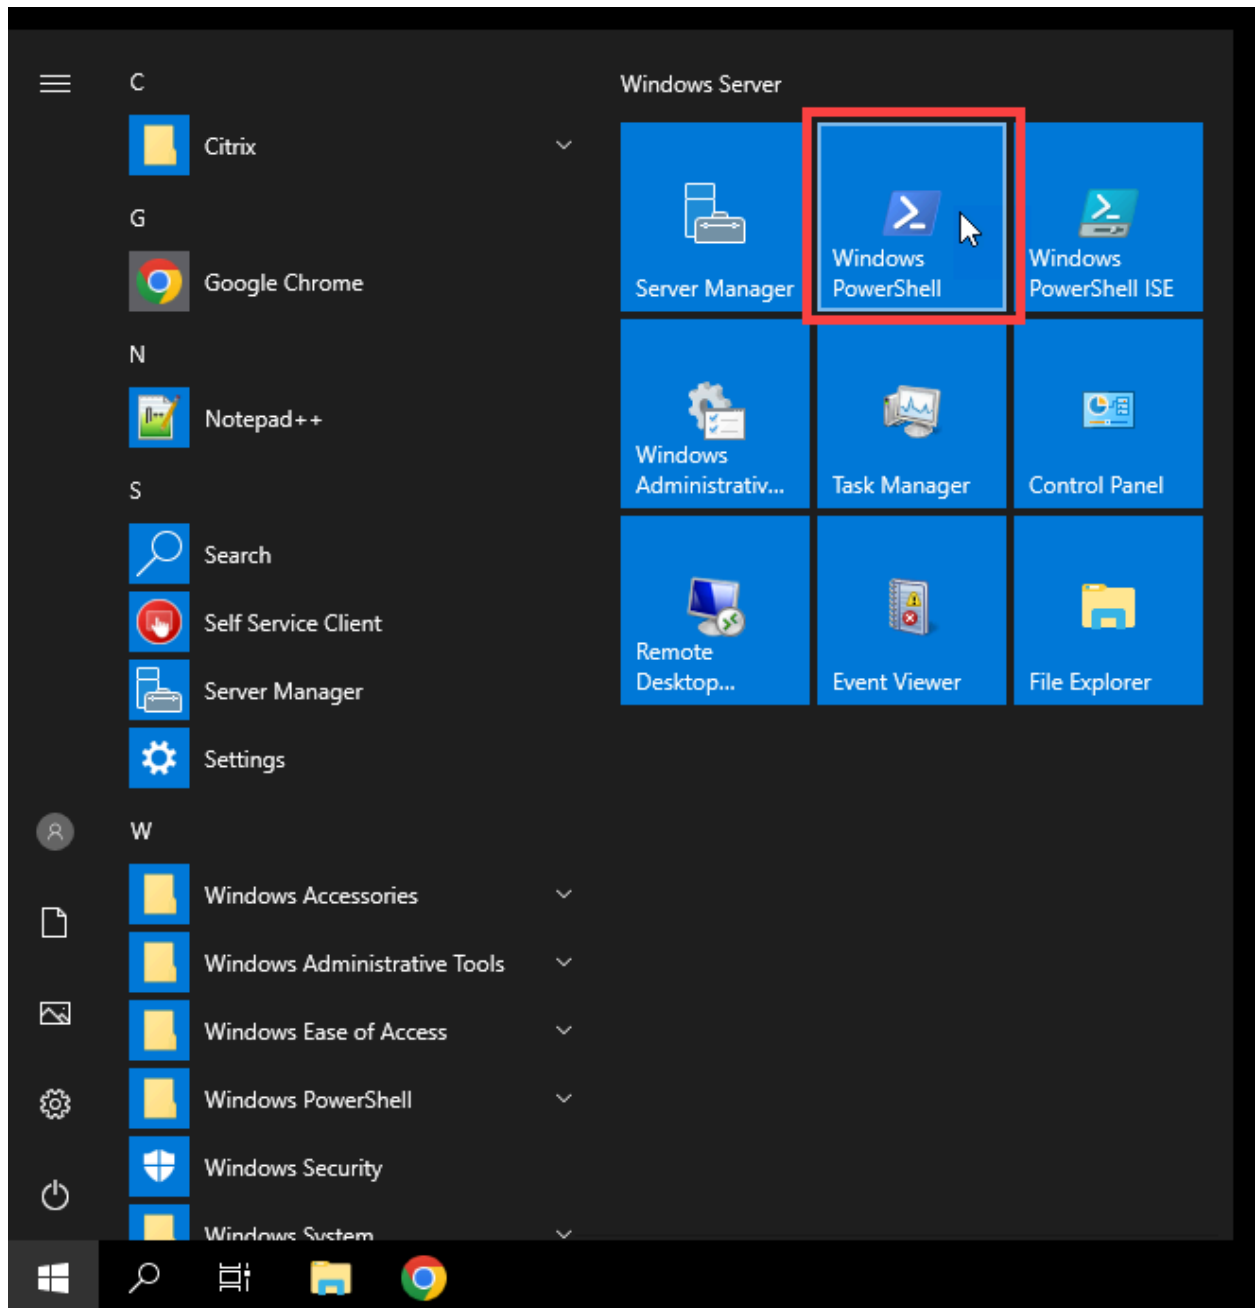 C
Citrix
G
Google Chrome
N
Notepad++
S
Search
Self Service Client
Server Manager
Settings
W
Windows Accessories
Windows Administrative Tools
Windows Ease of Access
Windows PowerShell
Windows Security
Windows System
Windows Server
Server Manager
Windows
PowerShell
Windows
PowerShell ISE
Windows
Administrativ...
Task Manager
Control Panel
Remote
Desktop...
Event Viewer
File Explorer